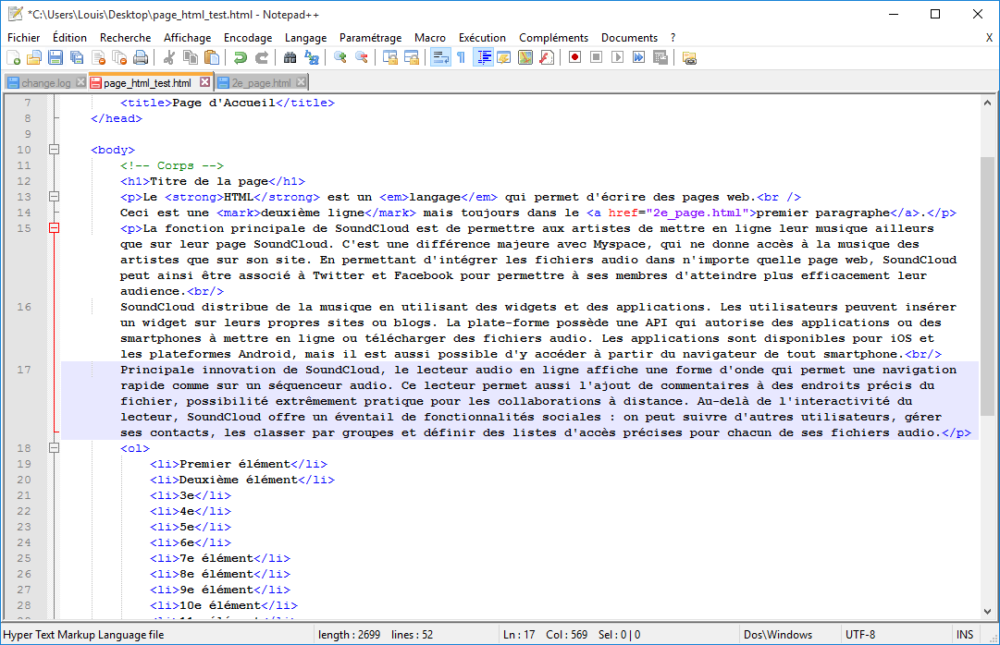 *C:\Users\Louis\Desktop\page_html_test.html - Notepad++
Fichier Édition Recherche Affichage Encodage Langage Paramétrage Macro Exécution Compléments Documents ? X
change.log page_html_test.html 2e_page.html
7 <title>Page d'Accueil</title>
8 </head>
9
10 <body>
11 <!-- Corps -->
12 <h1>Titre de la page</h1>
13 <p>Le <strong>HTML</strong> est un <em>langage</em> qui permet d'écrire des pages web.<br />
14 Ceci est une <mark>deuxième ligne</mark> mais toujours dans le <a href="2e_page.html">premier paragraphe</a>.</p>
15 <p>La fonction principale de SoundCloud est de permettre aux artistes de mettre en ligne leur musique ailleurs
que sur leur page SoundCloud. C'est une différence majeure avec Myspace, qui ne donne accès à la musique des
artistes que sur son site. En permettant d'intégrer les fichiers audio dans n'importe quelle page web, SoundCloud
peut ainsi être associé à Twitter et Facebook pour permettre à ses membres d'atteindre plus efficacement leur
audience.<br/>
16 SoundCloud distribue de la musique en utilisant des widgets et des applications. Les utilisateurs peuvent insérer
un widget sur leurs propres sites ou blogs. La plate-forme possède une API qui autorise des applications ou des
smartphones à mettre en ligne ou télécharger des fichiers audio. Les applications sont disponibles pour iOS et
les plateformes Android, mais il est aussi possible d'y accéder à partir du navigateur de tout smartphone.<br/>
17 Principale innovation de SoundCloud, le lecteur audio en ligne affiche une forme d'onde qui permet une navigation
rapide comme sur un séquenceur audio. Ce lecteur permet aussi l'ajout de commentaires à des endroits précis du
fichier, possibilité extrêmement pratique pour les collaborations à distance. Au-delà de l'interactivité du
lecteur, SoundCloud offre un éventail de fonctionnalités sociales : on peut suivre d'autres utilisateurs, gérer
ses contacts, les classer par groupes et définir des listes d'accès précises pour chacun de ses fichiers audio.</p>
18 <ol>
19 <li>Premier élément</li>
20 <li>Deuxième élément</li>
21 <li>3e</li>
22 <li>4e</li>
23 <li>5e</li>
24 <li>6e</li>
25 <li>7e élément</li>
26 <li>8e élément</li>
27 <li>9e élément</li>
28 <li>10e élément</li>
Hyper Text Markup Language file length : 2699 lines : 52 Ln : 17 Col : 569 Sel : 0 | 0 Dos\Windows UTF-8 INS